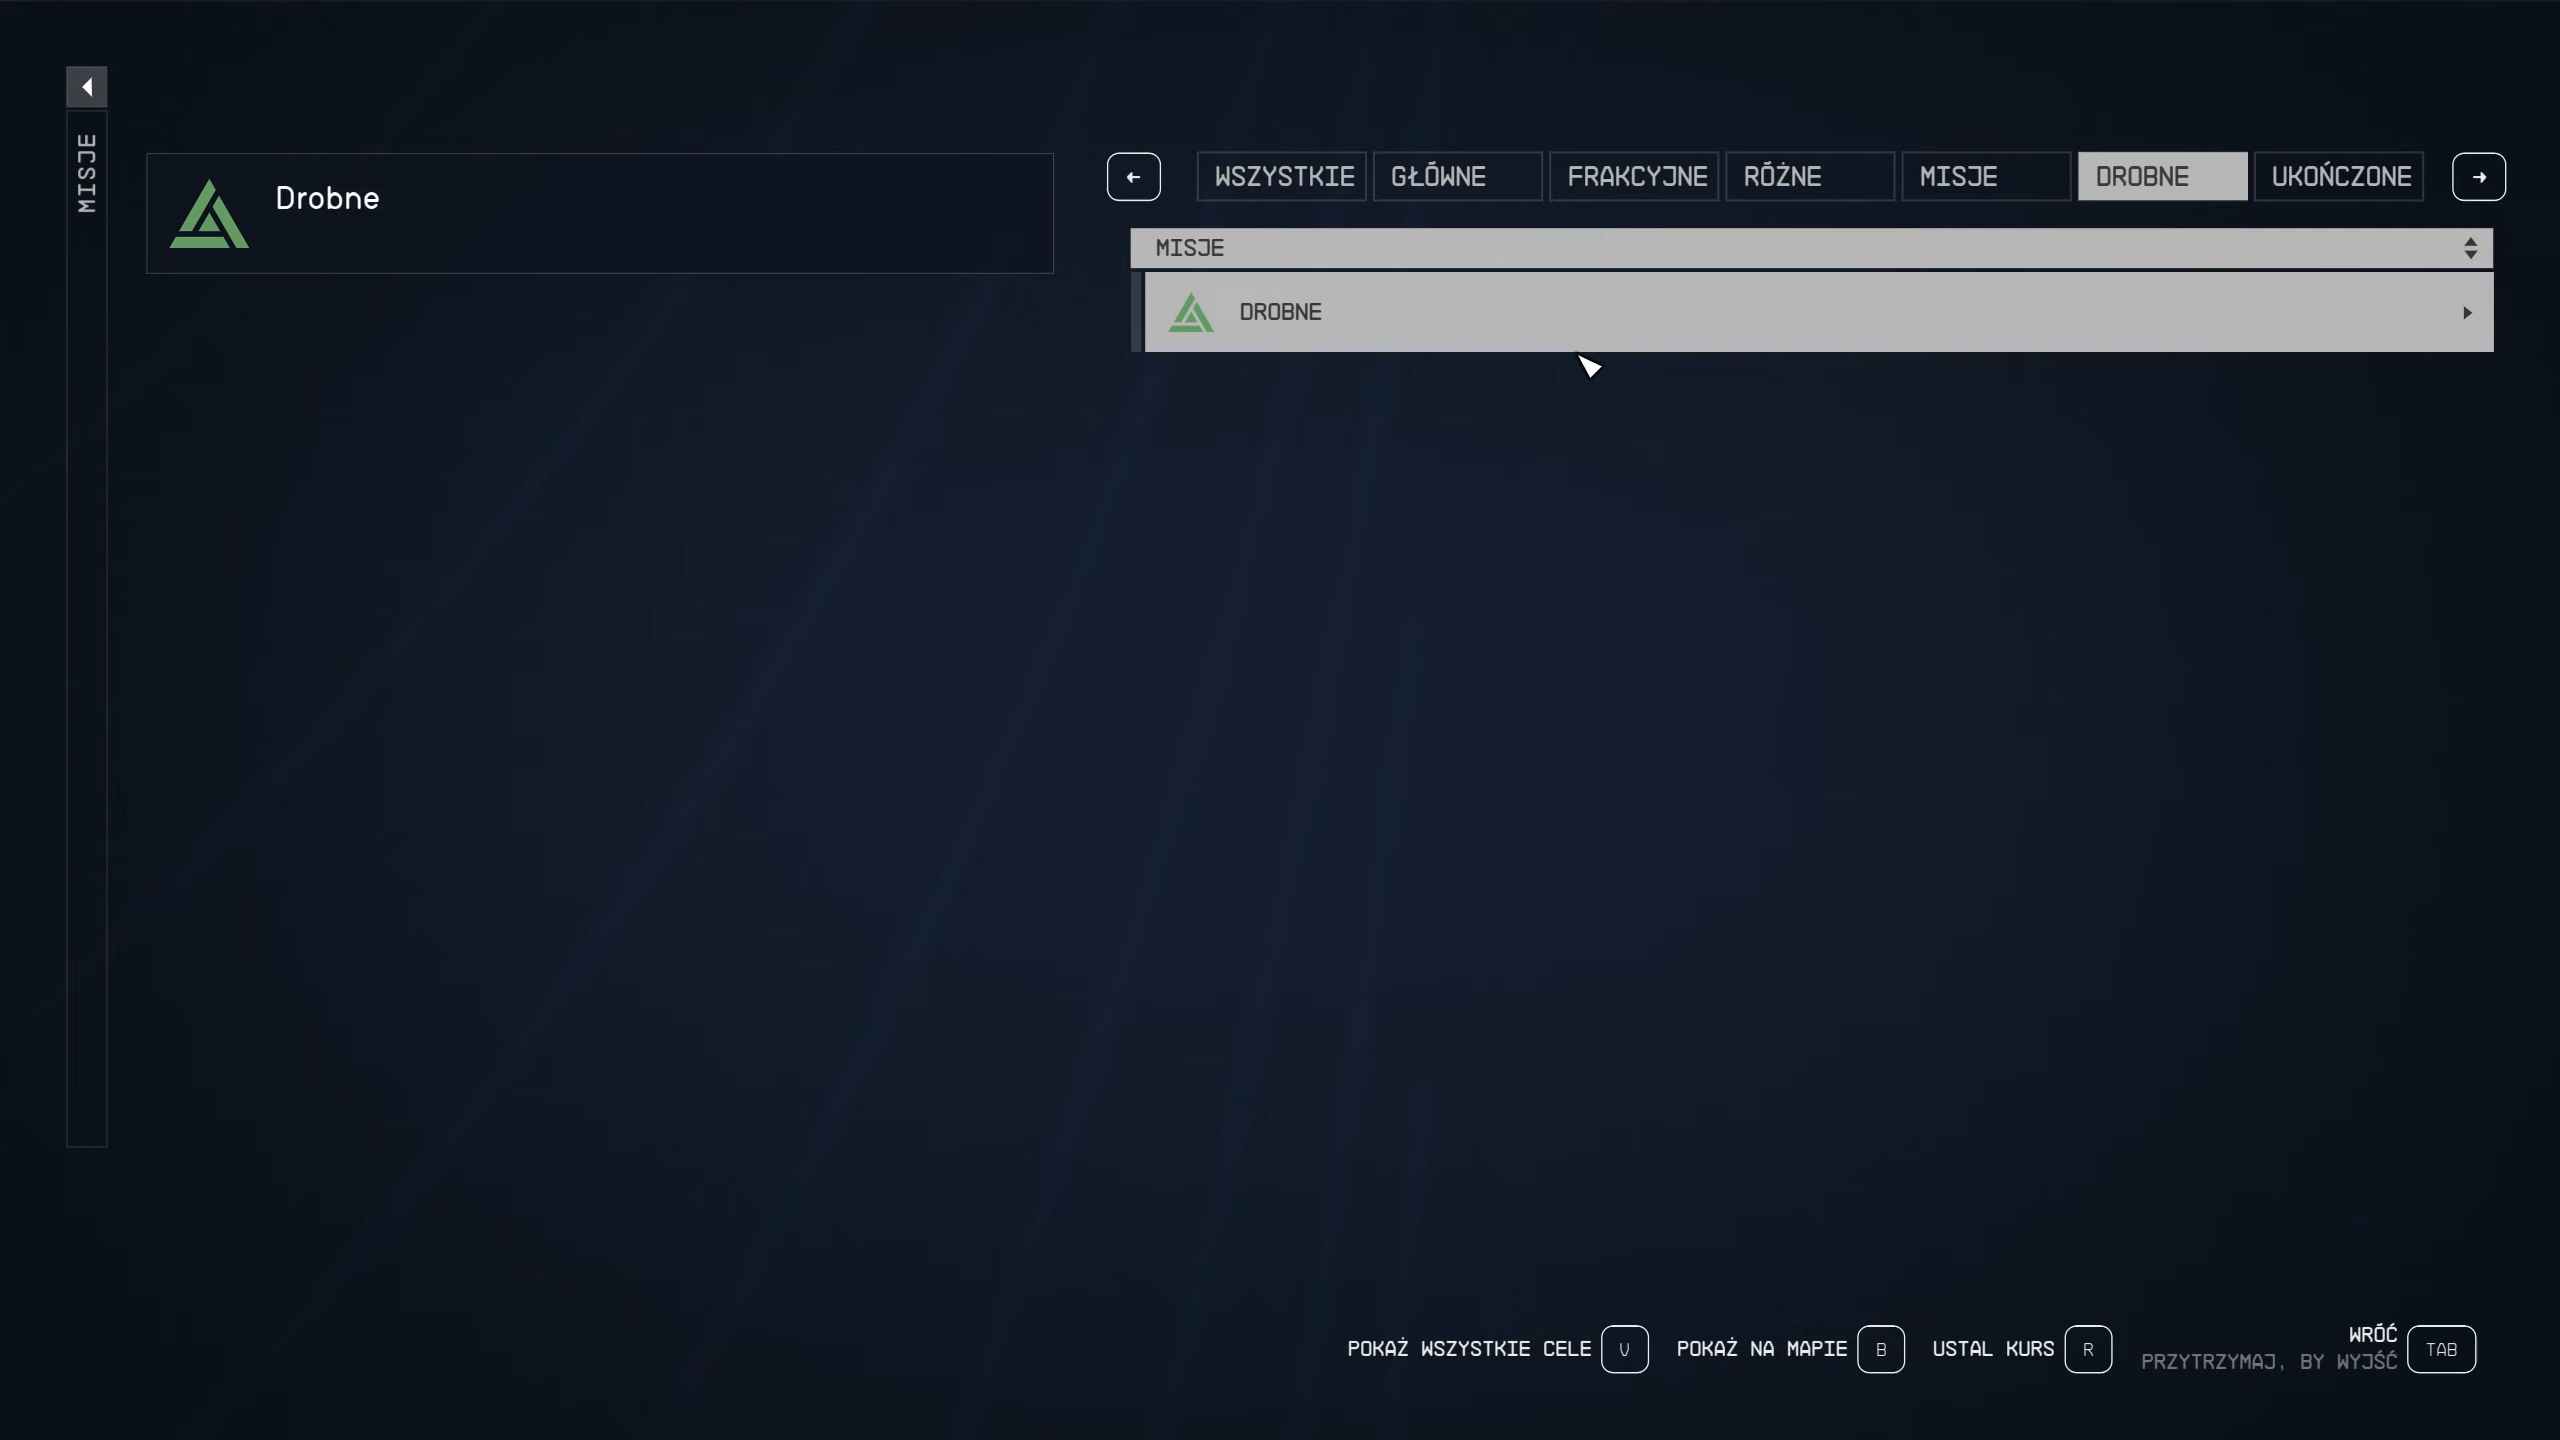 MISJE
Drobne
WSZYSTKIE
GŁÓWNE
FRAKCYJNE
RÓŻNE
MISJE
DROBNE
UKOŃCZONE
MISJE
DROBNE
POKAŻ WSZYSTKIE CELE V
POKAŻ NA MAPIE B
USTAL KURS R
WRÓĆ
PRZYTRZYMAJ, BY WYJŚĆ
TAB